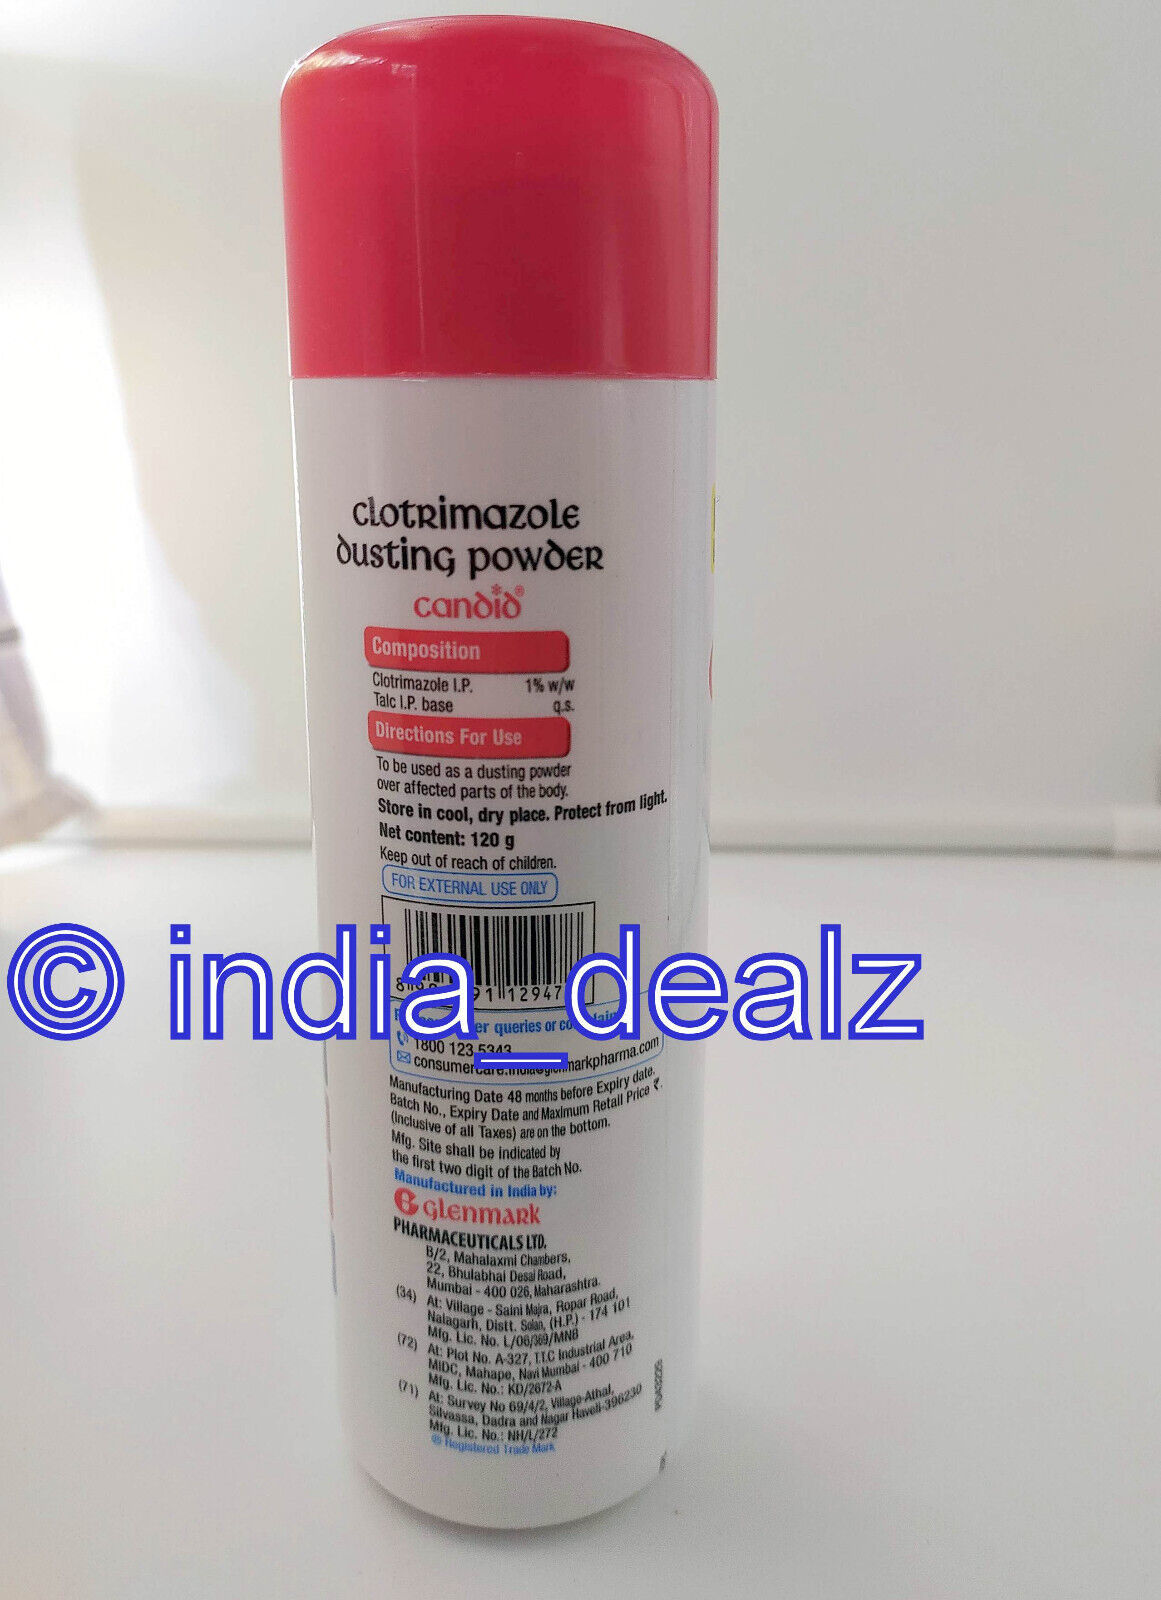 clotrimazole
dusting powder
candid®
Composition
Clotrimazole I.P. 1% w/w
Talc I.P. base q.s.
Directions For Use
To be used as a dusting powder
over affected parts of the body.
Store in cool, dry place. Protect from light.
Net content: 120 g
Keep out of reach of children.
FOR EXTERNAL USE ONLY
© india_dealz
91 12947
queries or
1800 123 5343
Manufacturing Date 48 months before Expiry date.
Batch No., Expiry Date and Maximum Retail Price ₹.
(Inclusive of all Taxes) are on the bottom.
Mfg. Site shall be indicated by
the first two digit of the Batch No.
Manufactured in India by:
glenmark
PHARMACEUTICALS LTD.
B/2, Mahalaxmi Chambers,
22, Bhulabhai Desai Road,
Mumbai - 400 026, Maharashtra.
(34) At: Village - Saini Majra, Ropar Road,
Nalagarh, Distt. Solan, (H.P.) - 174 101
Mfg. Lic. No. L/06/369/MNB
(72) At: Plot No. A-327, T.T.C Industrial Area,
MIDC, Mahape, Navi Mumbai - 400 710
Mfg. Lic. No.: KD/2672-A
(71) At: Survey No 69/4/2, Village-Athal,
Silvassa, Dadra and Nagar Haveli-396230
Mfg. Lic. No.: NH/L/272
® Registered Trade Mark